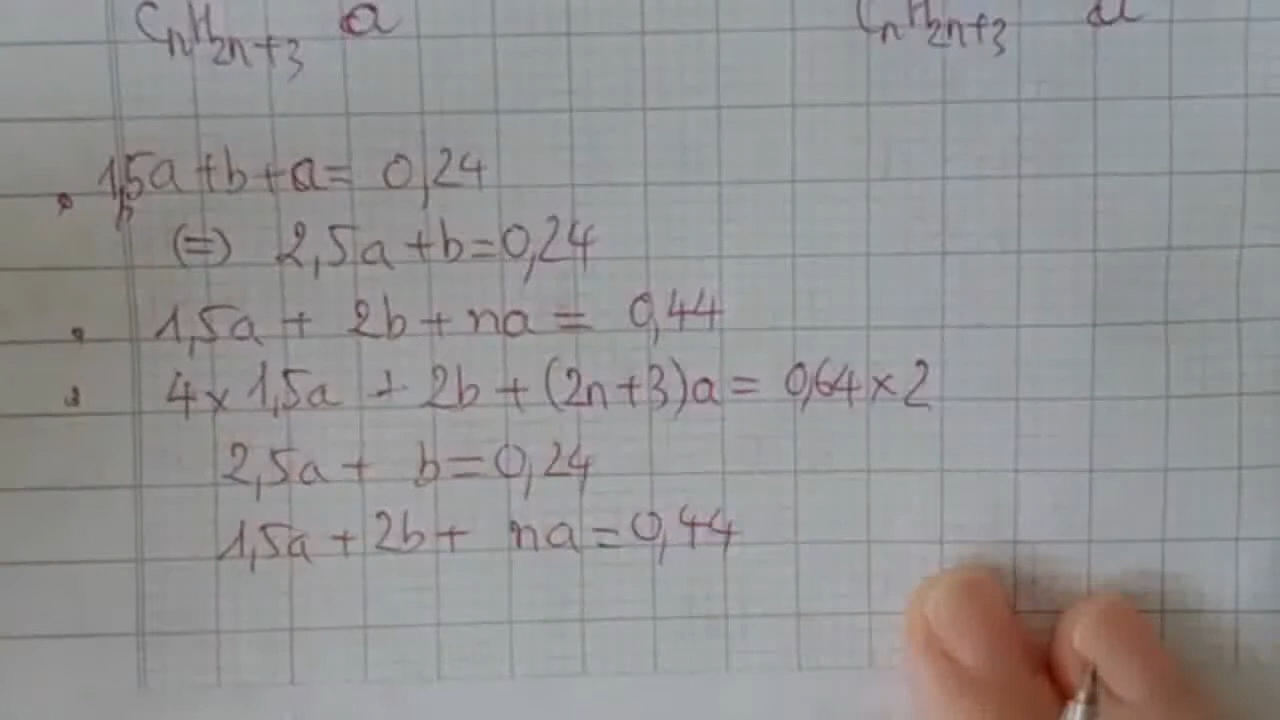 CnH2n+3 a CnH2n+3 a
1,5a + b + a = 0,24
(=) 2,5a + b = 0,24
1,5a + 2b + na = 0,44
4 x 1,5a + 2b + (2n+3)a = 0,64 x 2
2,5a + b = 0,24
1,5a + 2b + na = 0,44